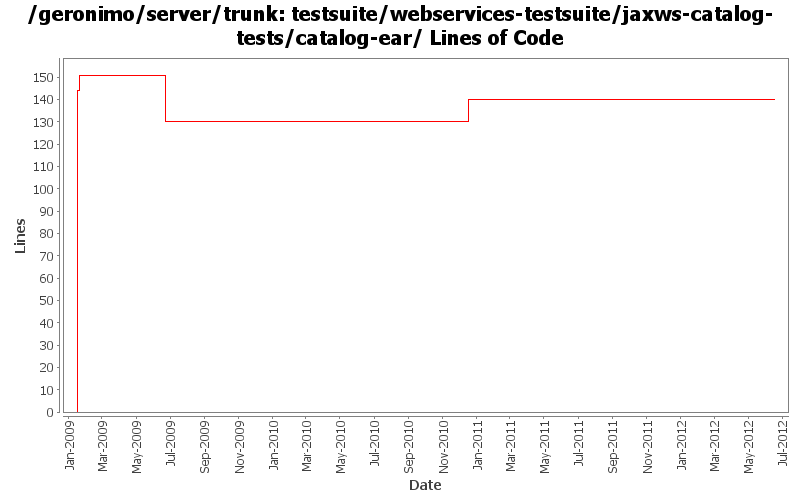 /geronimo/server/trunk: testsuite/webservices-testsuite/jaxws-catalog-
tests/catalog-ear/ Lines of Code
150
140
130
120
110
100
90
80
70
60
50
40
30
20
10
0
Lines
Jan-2009
Mar-2009
May-2009
Jul-2009
Sep-2009
Nov-2009
Jan-2010
Mar-2010
May-2010
Jul-2010
Sep-2010
Nov-2010
Jan-2011
Mar-2011
May-2011
Jul-2011
Sep-2011
Nov-2011
Jan-2012
Mar-2012
May-2012
Jul-2012
Date